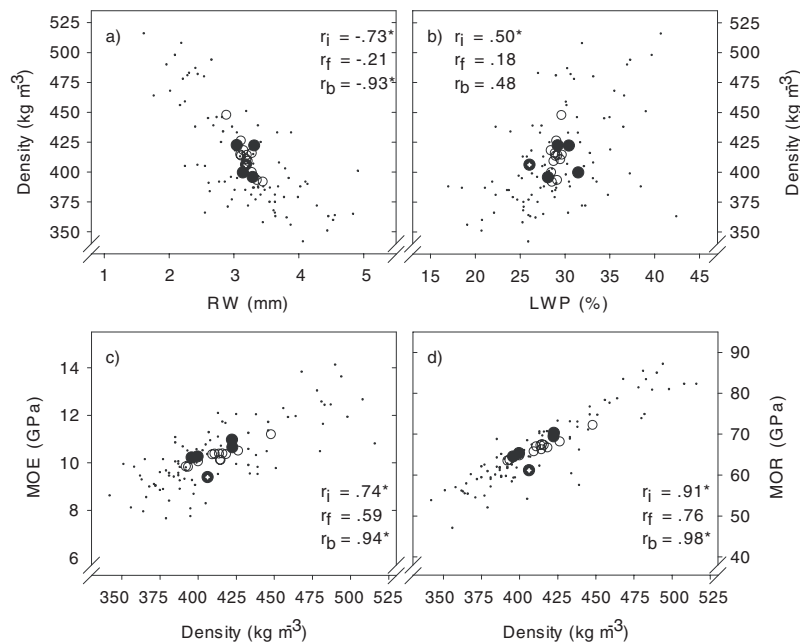 a)
r_i = -.73*
r_f = -.21
r_b = -.93*
525
500
475
450
425
400
375
350
Density (kg m⁻³)
1 2 3 4 5
RW (mm)
b)
r_i = .50*
r_f = .18
r_b = .48
525
500
475
450
425
400
375
350
Density (kg m⁻³)
15 20 25 30 35 40 45
LWP (%)
c)
14
12
10
8
6
MOE (GPa)
r_i = .74*
r_f = .59
r_b = .94*
350 375 400 425 450 475 500 525
Density (kg m⁻³)
d)
90
80
70
60
50
40
MOR (GPa)
r_i = .91*
r_f = .76
r_b = .98*
350 375 400 425 450 475 500 525
Density (kg m⁻³)